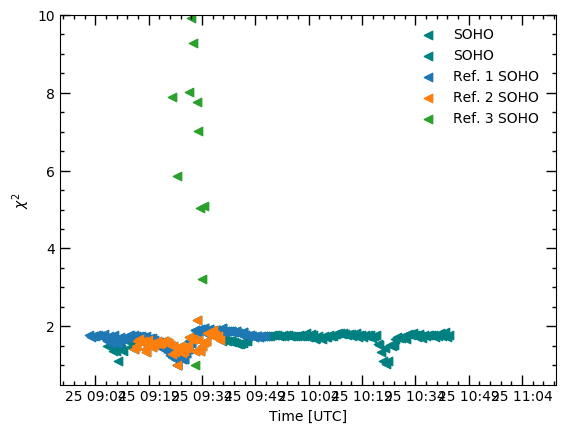 10
8
6
4
2
χ²
SOHO
SOHO
Ref. 1 SOHO
Ref. 2 SOHO
Ref. 3 SOHO
25 09:04 25 09:19 25 09:34 25 09:49 25 10:04 25 10:19 25 10:34 25 10:49 25 11:04
Time [UTC]